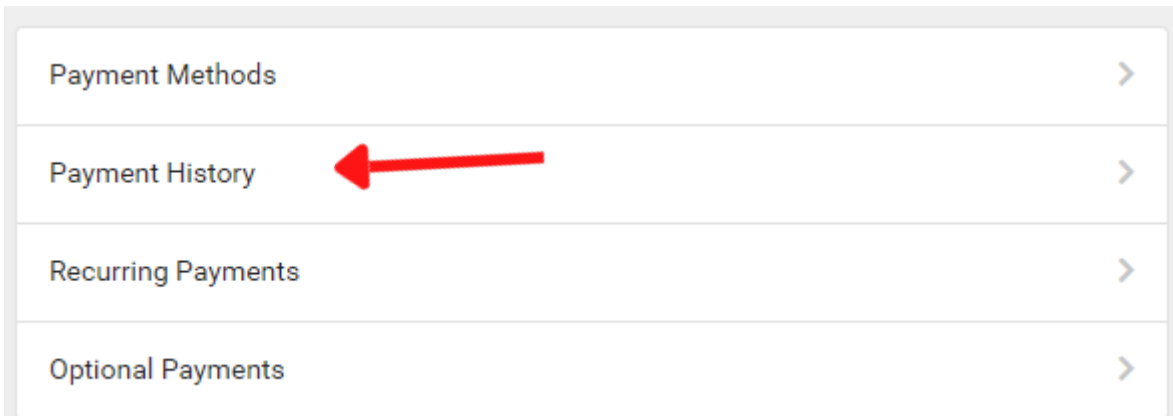 Payment Methods
Payment History
Recurring Payments
Optional Payments